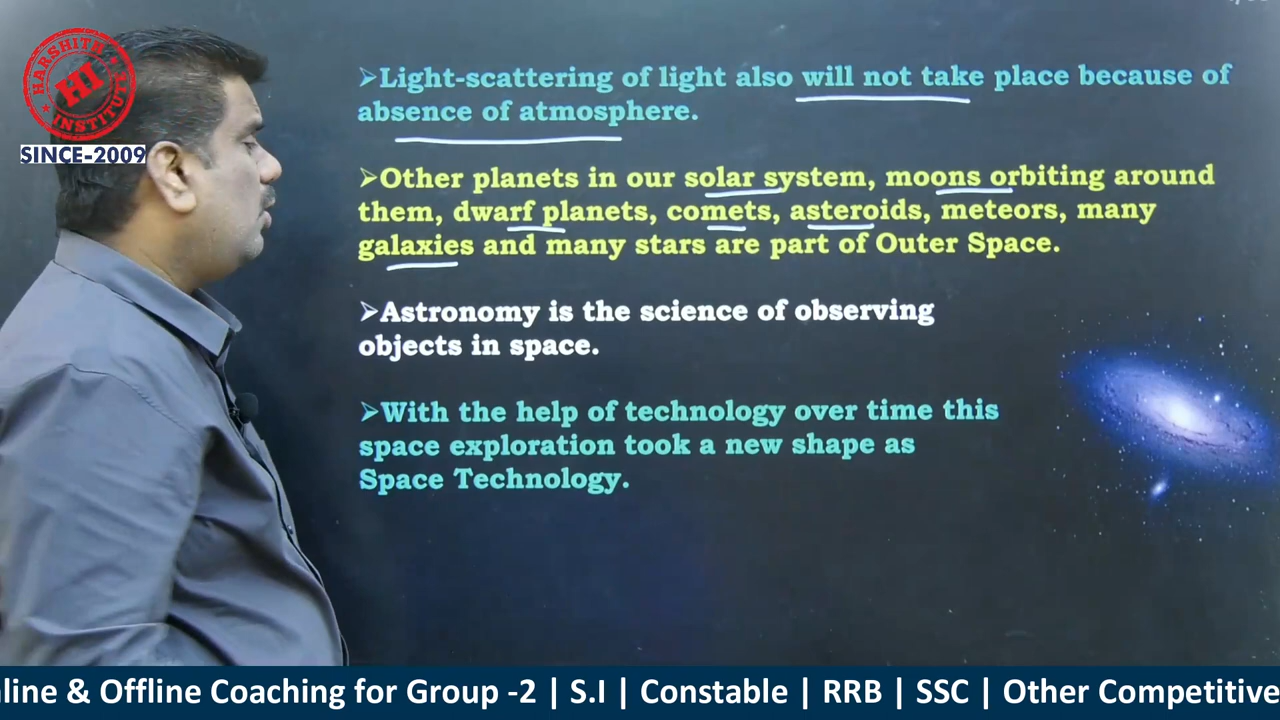 HARSHITH
HI
INSTITUTE
SINCE-2009
➢Light-scattering of light also will not take place because of
absence of atmosphere.
➢Other planets in our solar system, moons orbiting around
them, dwarf planets, comets, asteroids, meteors, many
galaxies and many stars are part of Outer Space.
➢Astronomy is the science of observing
objects in space.
➢With the help of technology over time this
space exploration took a new shape as
Space Technology.
& Offline Coaching for Group -2 | S.I | Constable | RRB | SSC | Other Competitive